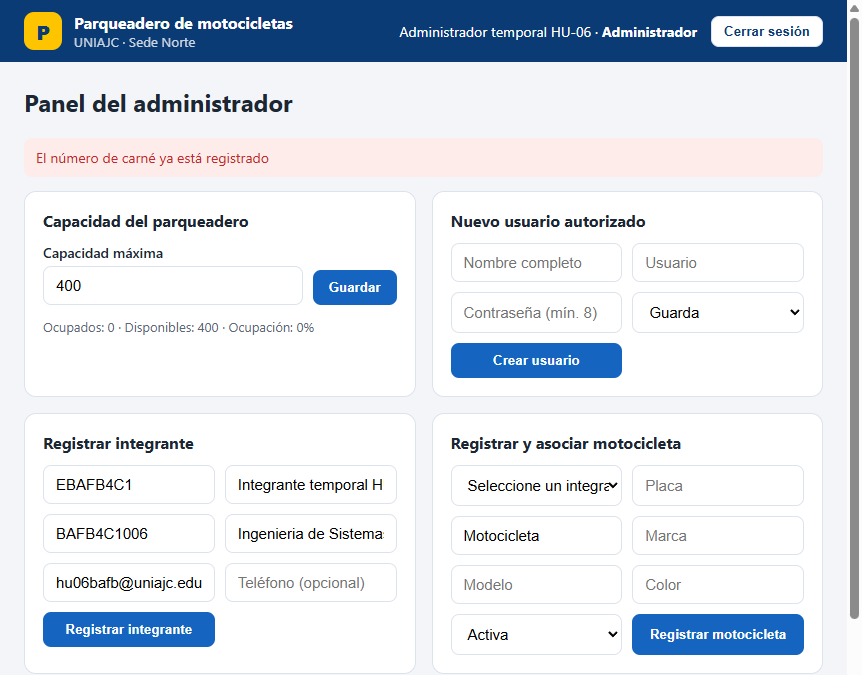 P
Parqueadero de motocicletas
UNIAJC · Sede Norte
Administrador temporal HU-06 · Administrador
Cerrar sesión
Panel del administrador
El número de carné ya está registrado
Capacidad del parqueadero
Capacidad máxima
400
Guardar
Ocupados: 0 · Disponibles: 400 · Ocupación: 0%
Nuevo usuario autorizado
Nombre completo
Usuario
Contraseña (mín. 8)
Guarda
Crear usuario
Registrar integrante
EBAFB4C1
Integrante temporal H
BAFB4C1006
Ingenieria de Sistemas
hu06bafb@uniajc.edu
Teléfono (opcional)
Registrar integrante
Registrar y asociar motocicleta
Seleccione un integra
Placa
Motocicleta
Marca
Modelo
Color
Activa
Registrar motocicleta